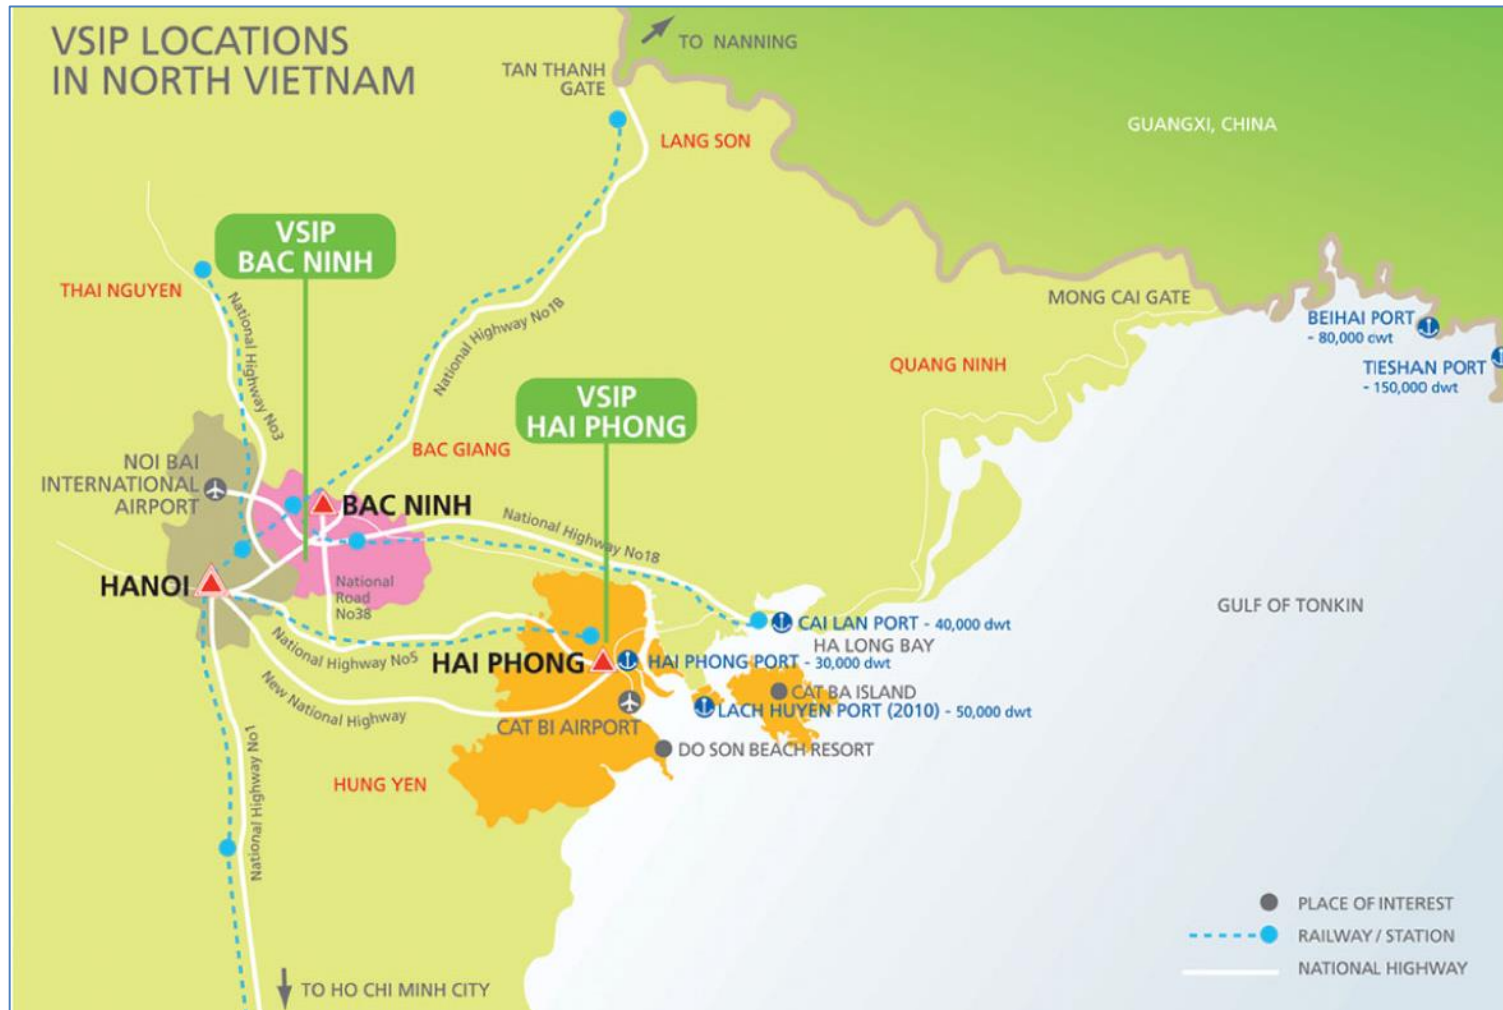 VSIP LOCATIONS
IN NORTH VIETNAM
TO NANNING
TAN THANH
GATE
LANG SON
GUANGXI, CHINA
VSIP
BAC NINH
THAI NGUYEN
National Highway No3
National Highway No1B
MONG CAI GATE
BEIHAI PORT
- 80,000 cwt
TIESHAN PORT
- 150,000 dwt
QUANG NINH
VSIP
HAI PHONG
BAC GIANG
NOI BAI
INTERNATIONAL
AIRPORT
BAC NINH
National Highway No18
HANOI
National
Road
No38
GULF OF TONKIN
CAI LAN PORT - 40,000 dwt
HA LONG BAY
National Highway No5
HAI PHONG
HAI PHONG PORT - 30,000 dwt
New National Highway
CAT BA ISLAND
LACH HUYEN PORT (2010) - 50,000 dwt
CAT BI AIRPORT
DO SON BEACH RESORT
National Highway No1
HUNG YEN
PLACE OF INTEREST
RAILWAY / STATION
NATIONAL HIGHWAY
TO HO CHI MINH CITY